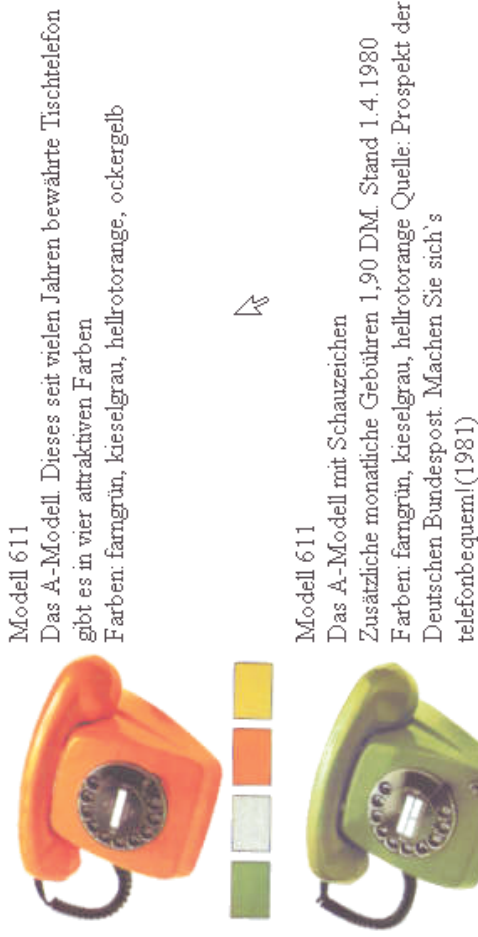 Modell 611
Das A-Modell. Dieses seit vielen Jahren bewährte Tischtelefon
gibt es in vier attraktiven Farben
Farben: farngrün, kieselgrau, hellrotorange, ockergelb
Modell 611
Das A-Modell mit Schauzeichen
Zusätzliche monatliche Gebühren 1,90 DM. Stand 1.4.1980
Farben: farngrün, kieselgrau, hellrotorange Quelle: Prospekt der
Deutschen Bundespost. Machen Sie sich`s
telefonbequem!(1981)